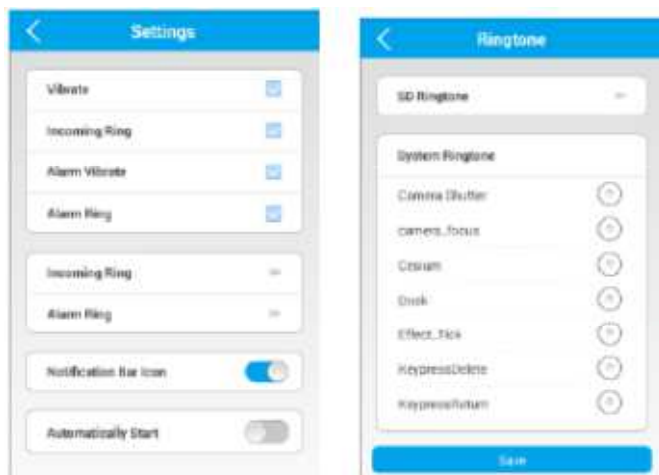 Settings
Vibrate
Incoming Ring
Alarm Vibrate
Alarm Ring
Incoming Ring
Alarm Ring
Notification Bar Icon
Automatically Start
Ringtone
SD Ringtone
System Ringtone
Camera Shutter
camera_focus
Cesium
Dusk
Effect_Tick
KeypressDelete
KeypressReturn
Save